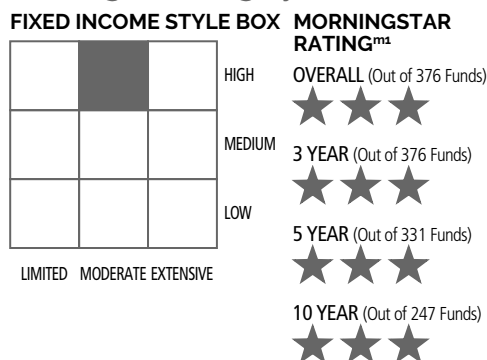 FIXED INCOME STYLE BOX
HIGH
MEDIUM
LOW
LIMITED MODERATE EXTENSIVE
MORNINGSTAR
RATINGᵐ¹
OVERALL (Out of 376 Funds)
3 YEAR (Out of 376 Funds)
5 YEAR (Out of 331 Funds)
10 YEAR (Out of 247 Funds)